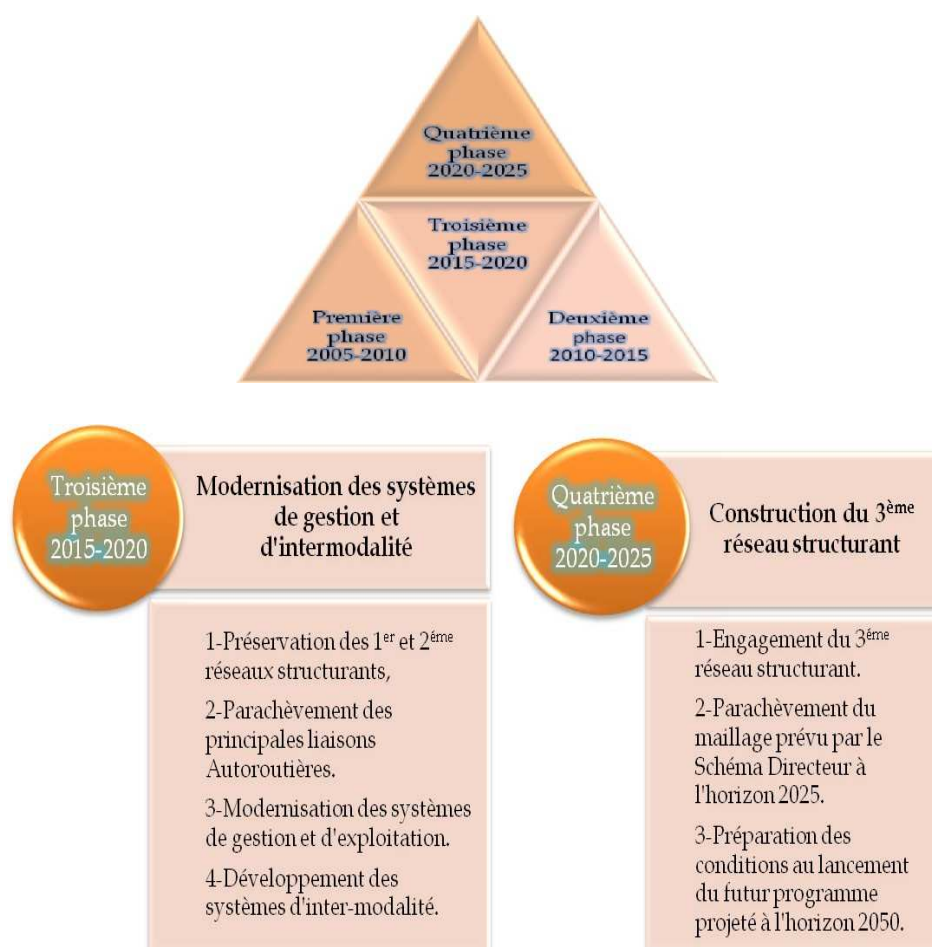 Quatrième
phase
2020-2025
Troisième
phase
2015-2020
Première
phase
2005-2010
Deuxième
phase
2010-2015
Troisième
phase
2015-2020
Modernisation des systèmes
de gestion et
d'intermodalité
1-Préservation des 1er et 2éme
réseaux structurants,
2-Parachèvement des
principales liaisons
Autoroutières.
3-Modernisation des systèmes
de gestion et d'exploitation.
4-Développement des
systèmes d'inter-modalité.
Quatrième
phase
2020-2025
Construction du 3ème
réseau structurant
1-Engagement du 3éme
réseau structurant.
2-Parachèvement du
maillage prévu par le
Schéma Directeur à
l'horizon 2025.
3-Préparation des
conditions au lancement
du futur programme
projeté à l'horizon 2050.